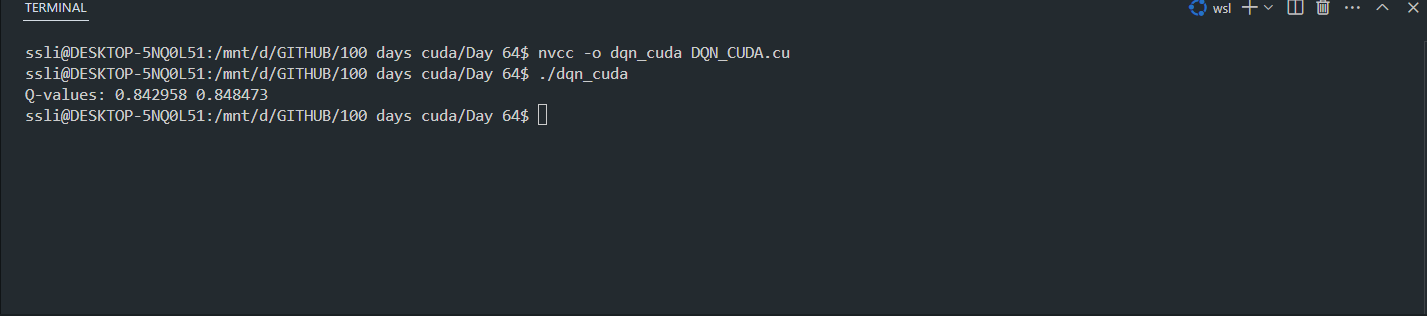 TERMINAL
wsl
ssli@DESKTOP-5NQ0L51:/mnt/d/GITHUB/100 days cuda/Day 64$ nvcc -o dqn_cuda DQN_CUDA.cu
ssli@DESKTOP-5NQ0L51:/mnt/d/GITHUB/100 days cuda/Day 64$ ./dqn_cuda
Q-values: 0.842958 0.848473
ssli@DESKTOP-5NQ0L51:/mnt/d/GITHUB/100 days cuda/Day 64$